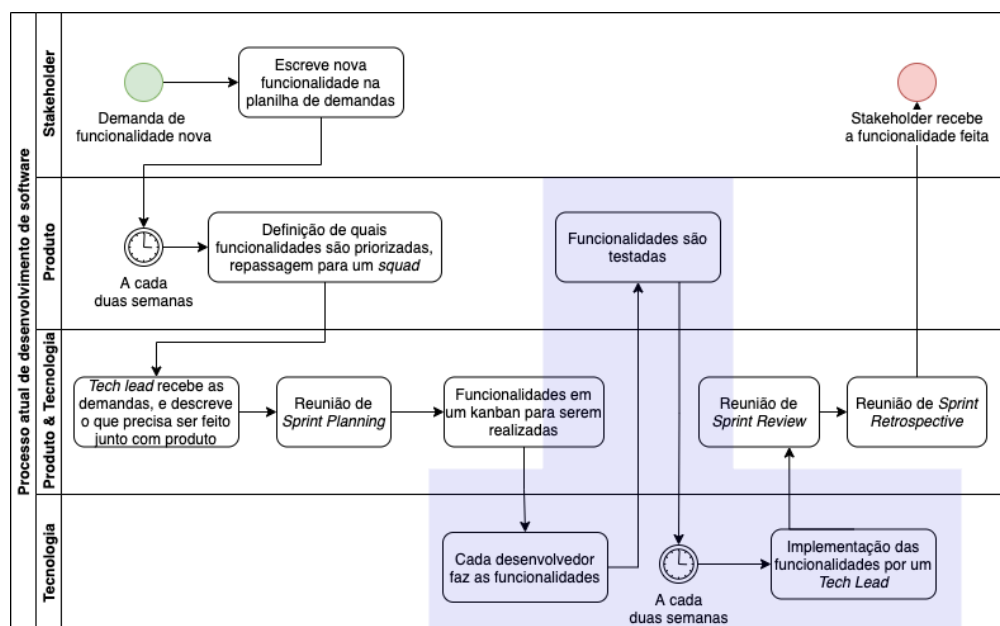 Processo atual de desenvolvimento de software
Stakeholder
Demanda de
funcionalidade nova
Escreve nova
funcionalidade na
planilha de demandas
Stakeholder recebe
a funcionalidade feita
Produto
A cada
duas semanas
Definição de quais
funcionalidades são priorizadas,
repassagem para um squad
Funcionalidades são
testadas
Produto & Tecnologia
Tech lead recebe as
demandas, e descreve
o que precisa ser feito
junto com produto
Reunião de
Sprint Planning
Funcionalidades em
um kanban para serem
realizadas
Reunião de
Sprint Review
Reunião de Sprint
Retrospective
Tecnologia
Cada desenvolvedor
faz as funcionalidades
A cada
duas semanas
Implementação das
funcionalidades por um
Tech Lead